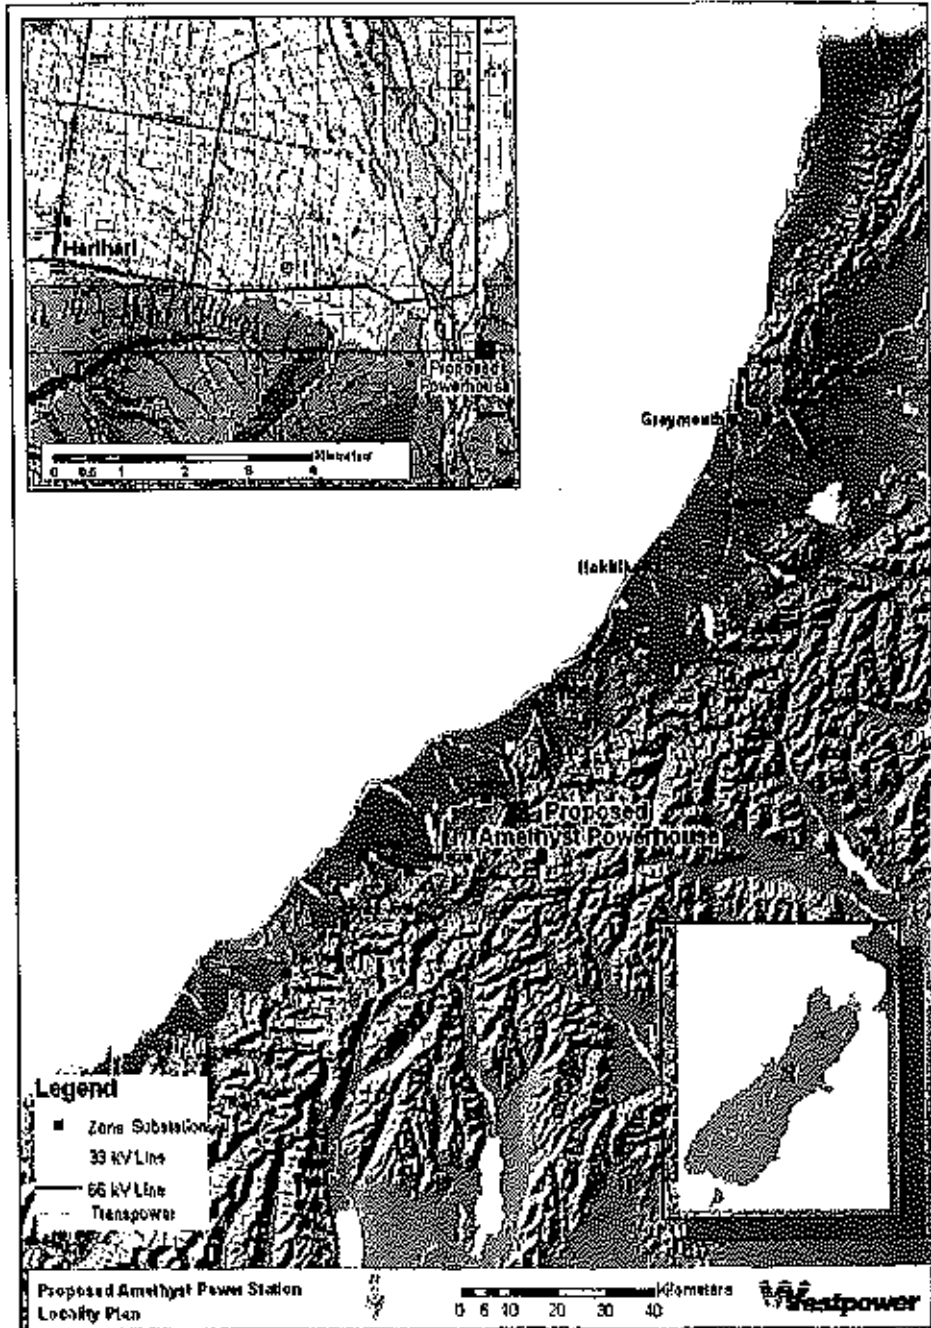 Harihari
Proposed
Powerhouse
Kilometers
0 0.5 1 2 3 4
Greymouth
Hokitika
Proposed
Amethyst Powerhouse
Legend
Zone Substation
33 kV Line
66 kV Line
Transpower
Proposed Amethyst Power Station
Locality Plan
Kilometers
0 5 10 20 30 40
Westpower